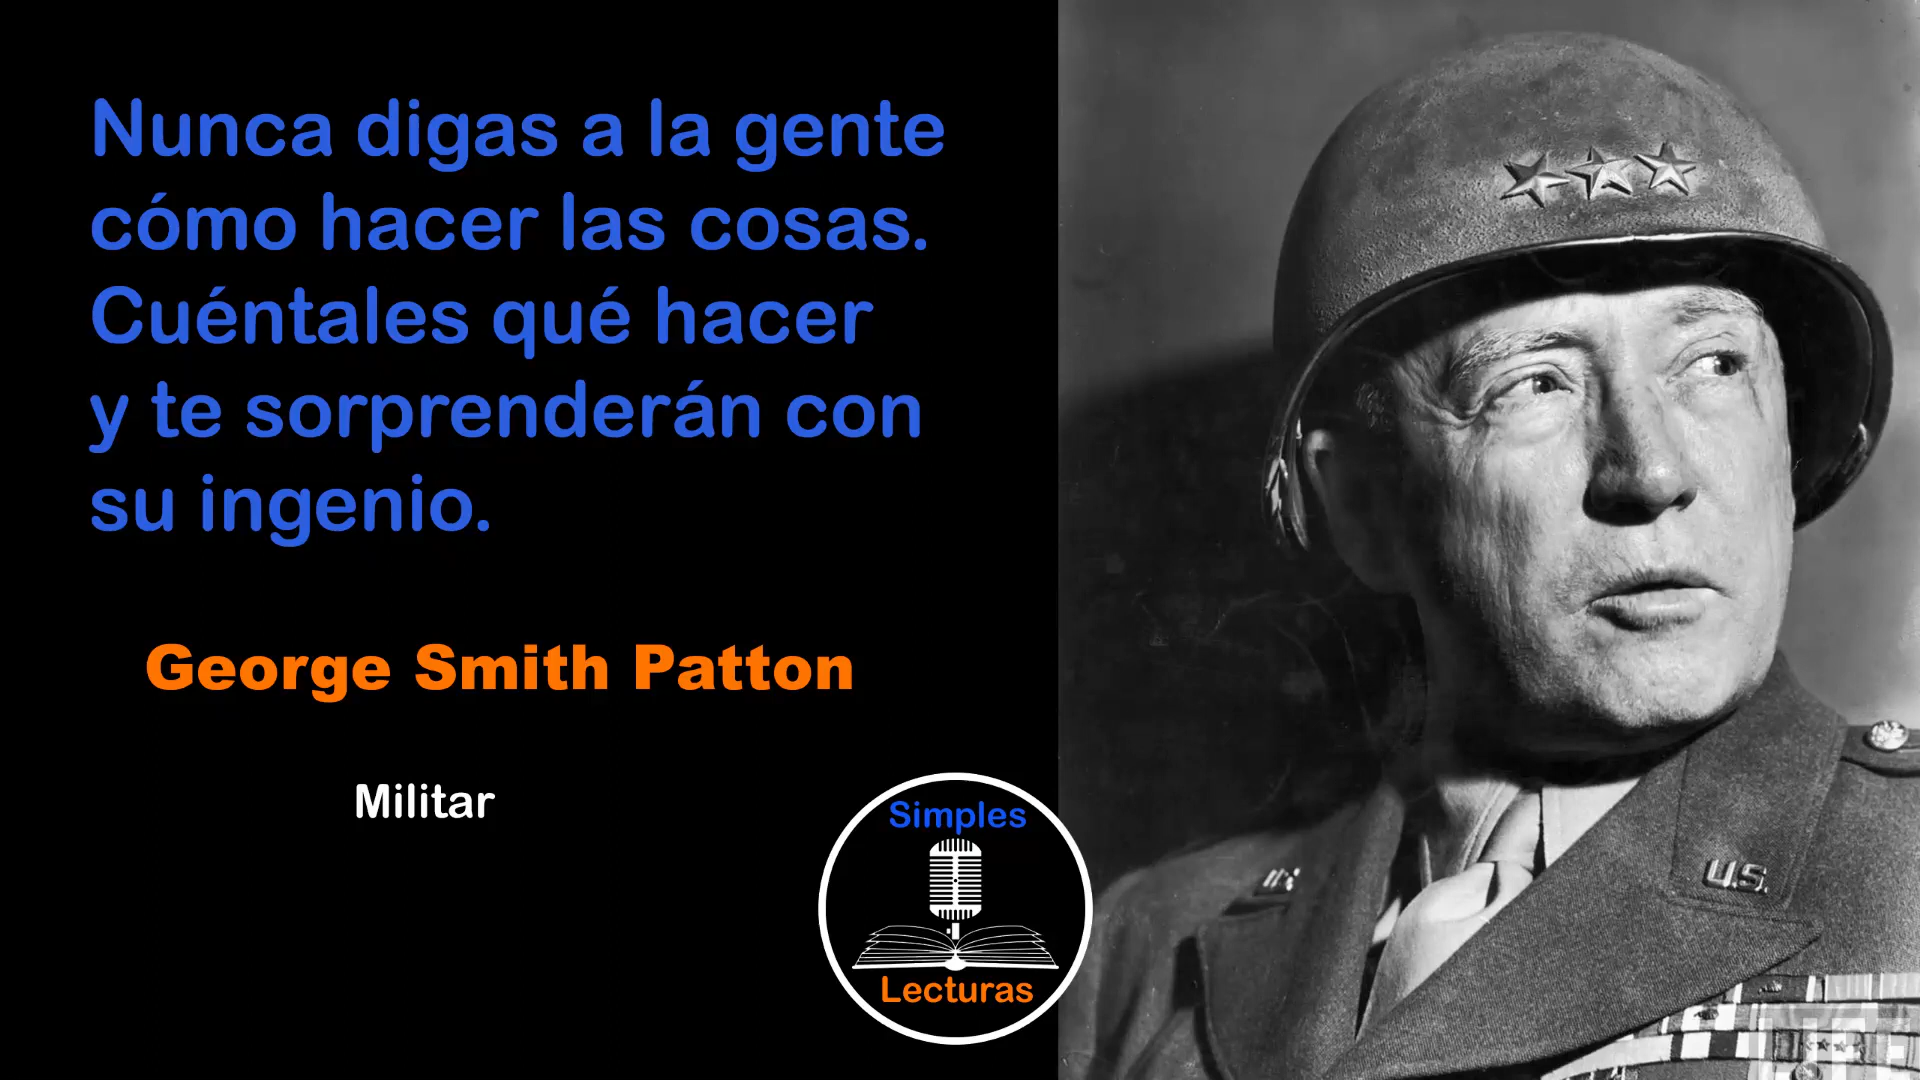 Nunca digas a la gente
cómo hacer las cosas.
Cuéntales qué hacer
y te sorprenderán con
su ingenio.
George Smith Patton
Militar
Simples
Lecturas
U.S.
LIFE